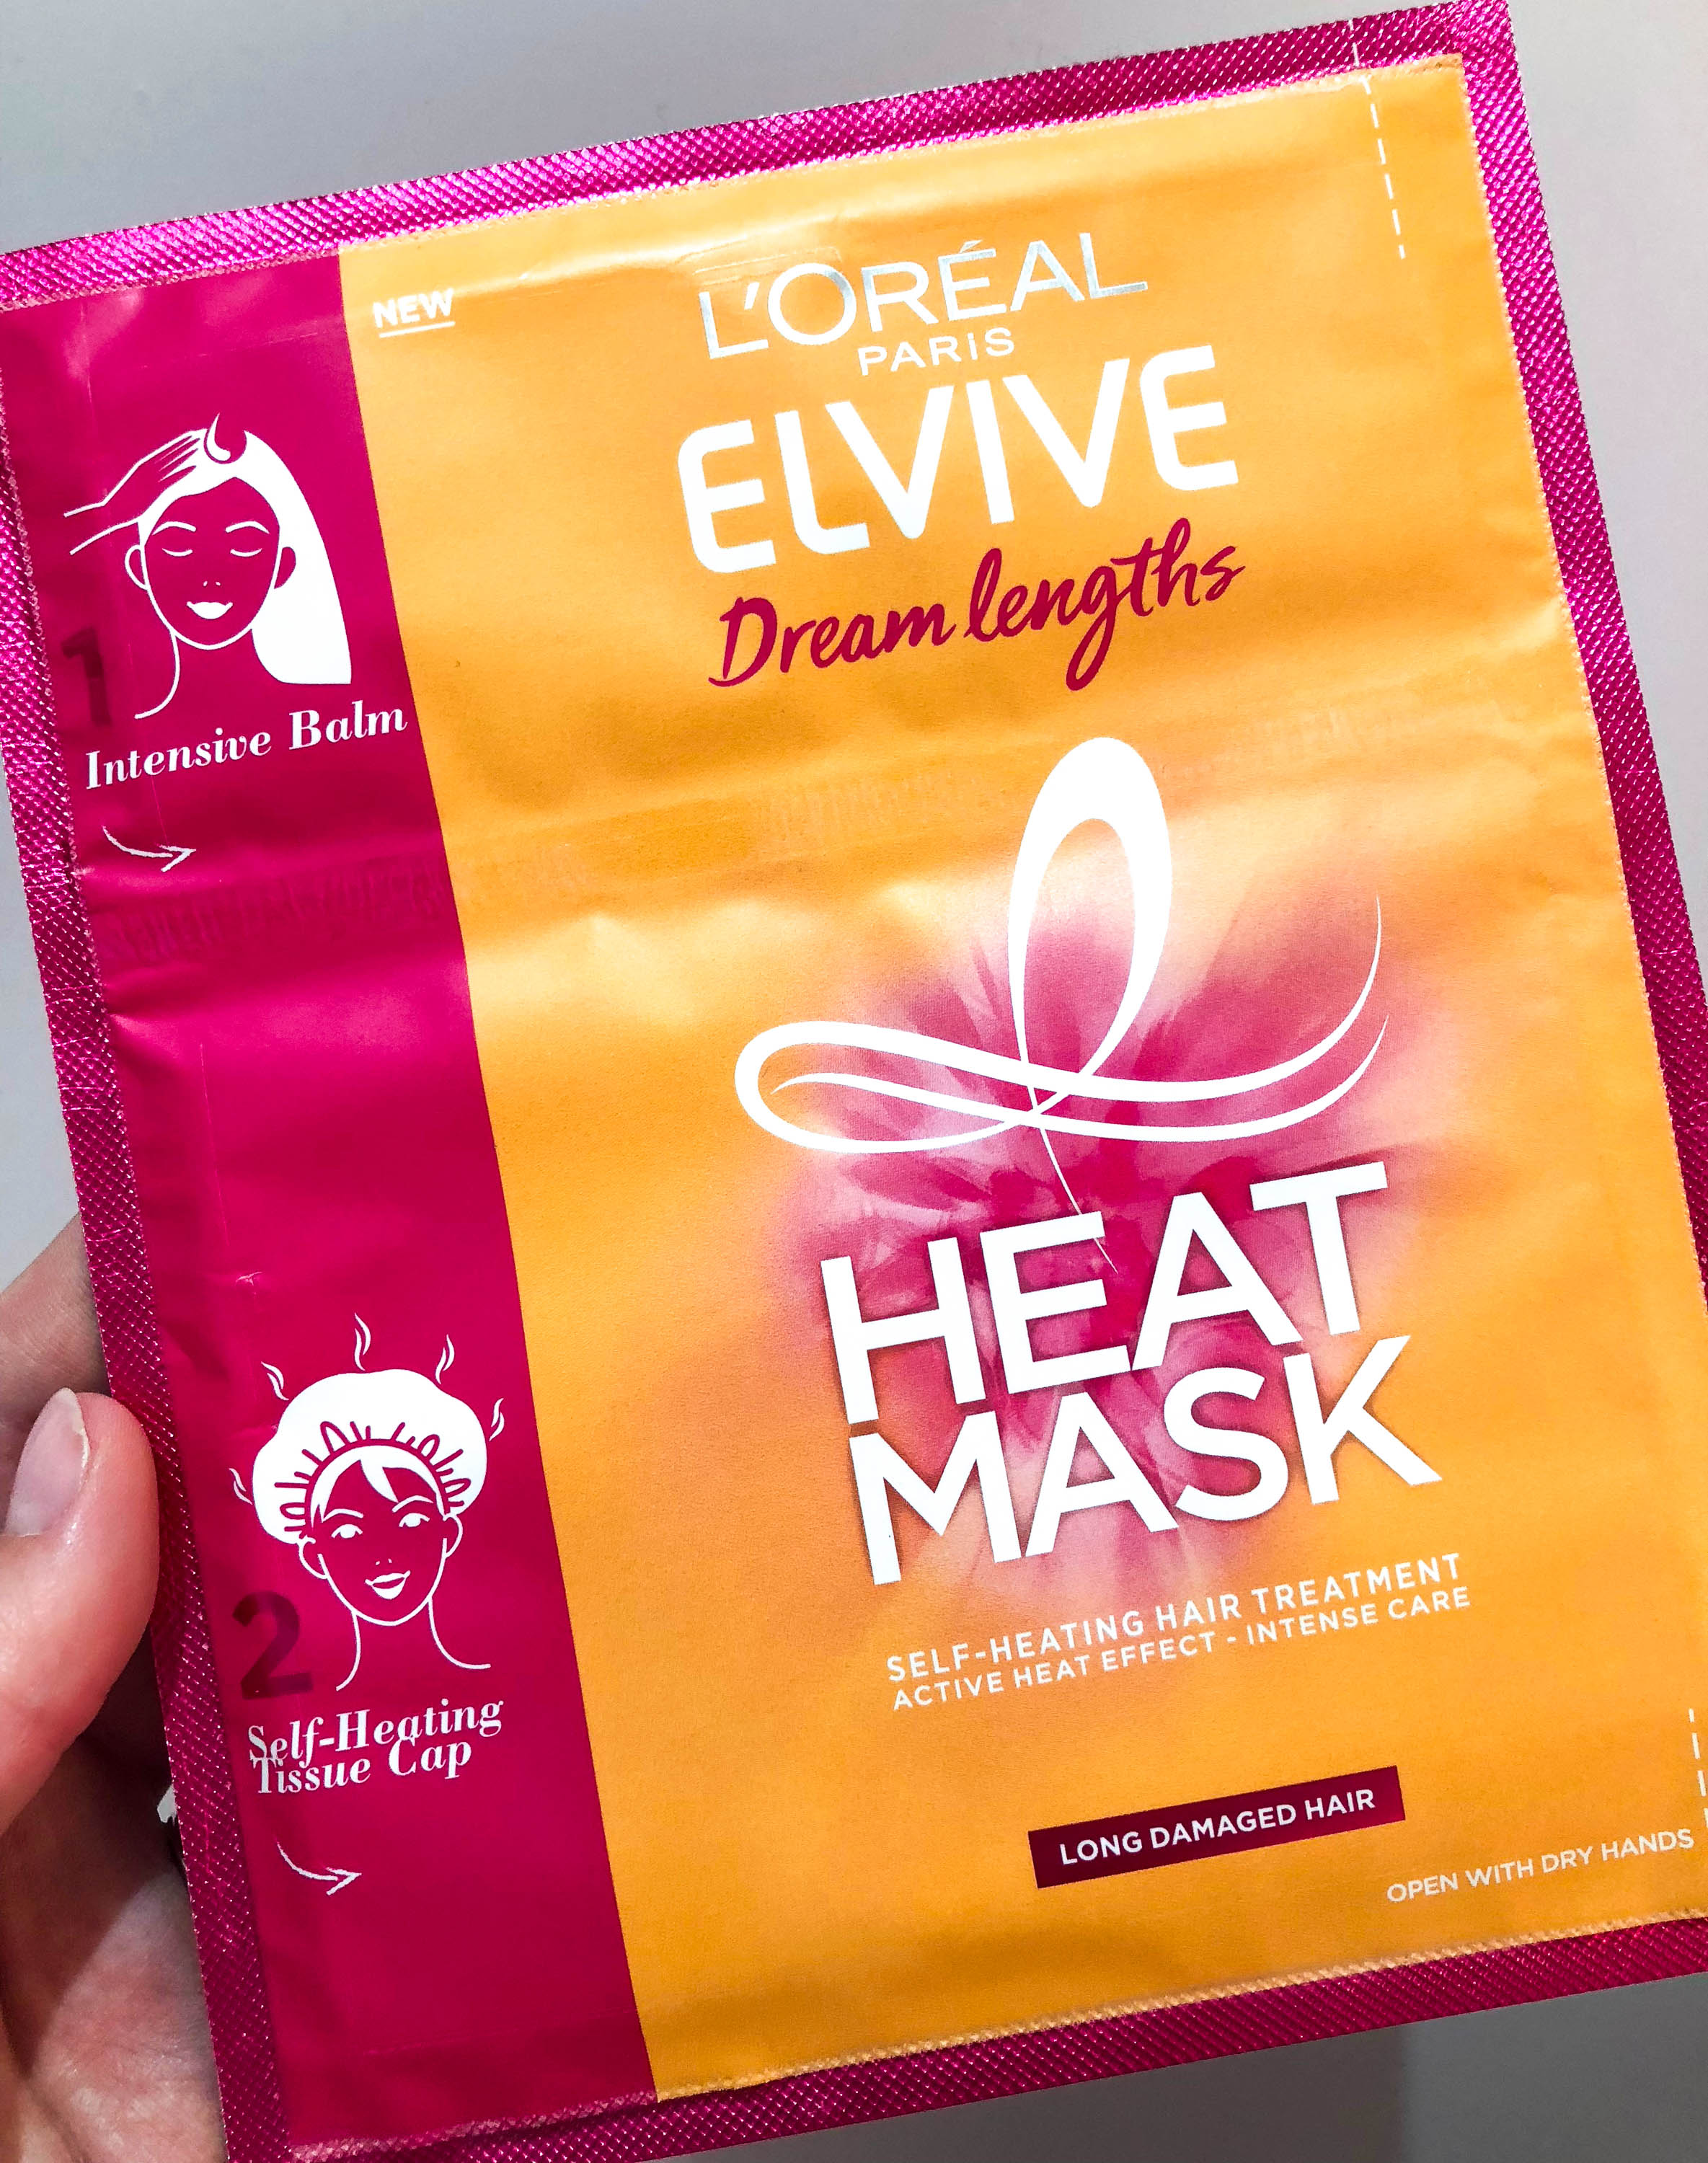 NEW
L'ORÉAL
PARIS
ELVIVE
Dream lengths
1
Intensive Balm
HEAT
MASK
SELF-HEATING HAIR TREATMENT
ACTIVE HEAT EFFECT - INTENSE CARE
2
Self-Heating
Tissue Cap
LONG DAMAGED HAIR
OPEN WITH DRY HANDS